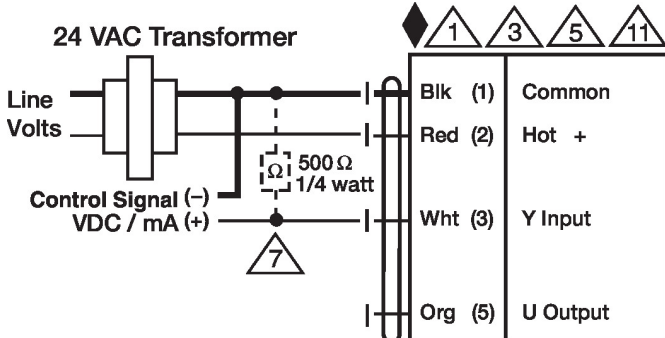 1 3 5 11
24 VAC Transformer
Line
Volts
Blk (1) Common
Red (2) Hot +
Ω 500 Ω
1/4 watt
Control Signal (−)
VDC / mA (+)
Wht (3) Y Input
7
Org (5) U Output